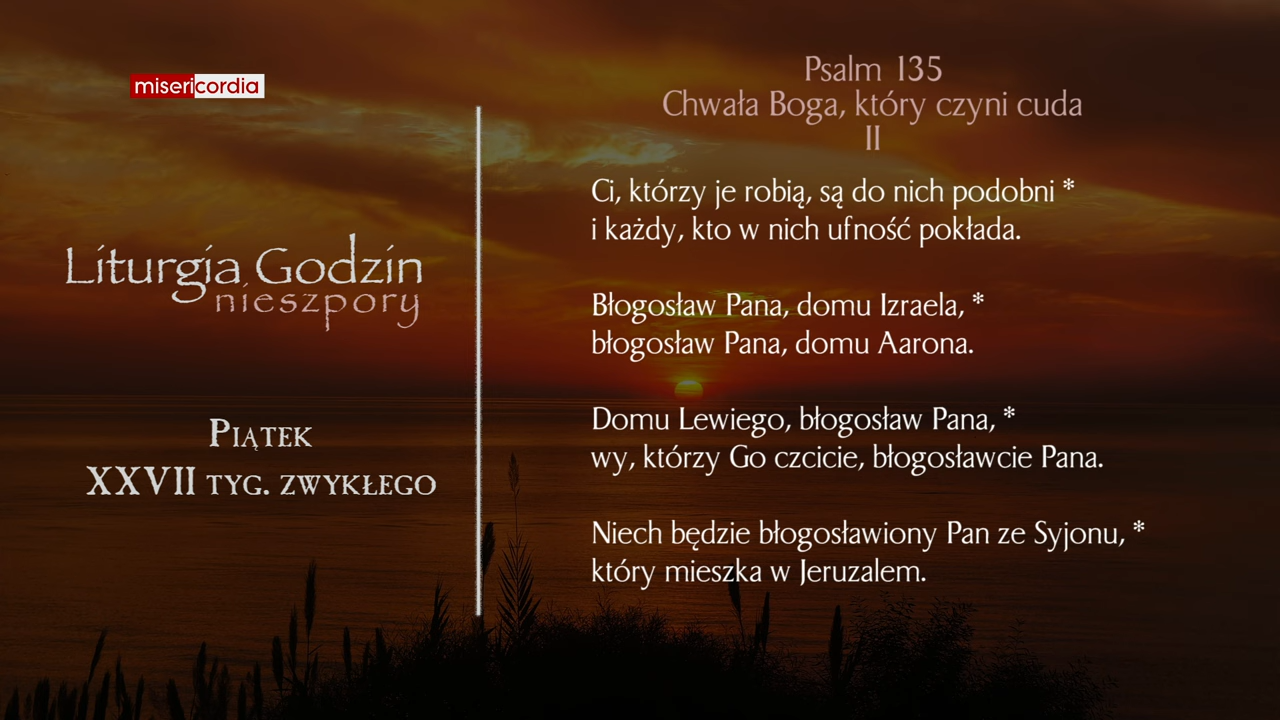 misericordia
Liturgia Godzin
nieszpory
Piątek
XXVII tyg. zwykłego
Psalm 135
Chwała Boga, który czyni cuda
II
Ci, którzy je robią, są do nich podobni *
i każdy, kto w nich ufność pokłada.
Błogosław Pana, domu Izraela, *
błogosław Pana, domu Aarona.
Domu Lewiego, błogosław Pana, *
wy, którzy Go czcicie, błogosławcie Pana.
Niech będzie błogosławiony Pan ze Syjonu, *
który mieszka w Jeruzalem.